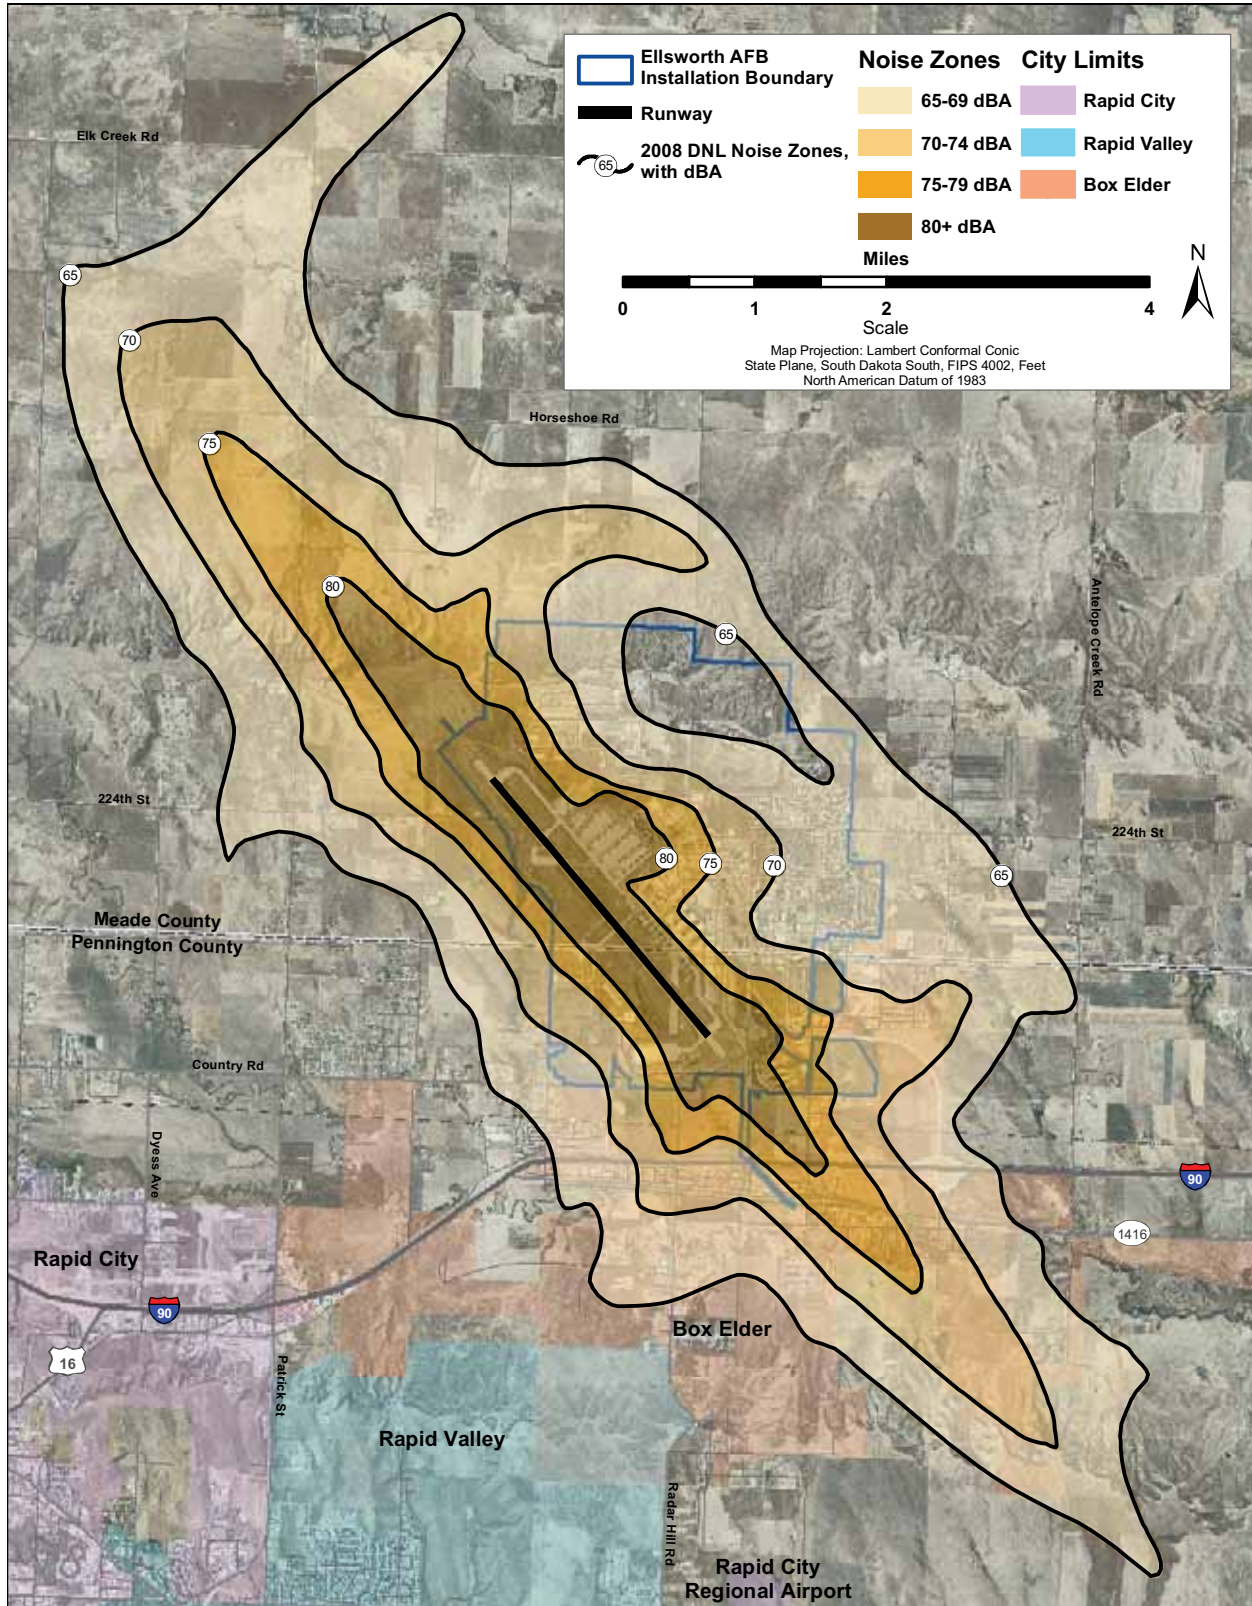 Ellsworth AFB
Installation Boundary
Runway
65
2008 DNL Noise Zones,
with dBA
Noise Zones
65-69 dBA
70-74 dBA
75-79 dBA
80+ dBA
City Limits
Rapid City
Rapid Valley
Box Elder
Miles
0 1 2 4
Scale
N
Map Projection: Lambert Conformal Conic
State Plane, South Dakota South, FIPS 4002, Feet
North American Datum of 1983
Elk Creek Rd
65
70
Horseshoe Rd
75
80
65
Antelope Creek Rd
224th St
224th St
80
75
70
65
Meade County
Pennington County
Country Rd
Dyess Ave
90
1416
Rapid City
90
Box Elder
16
Patrick St
Rapid Valley
Radar Hill Rd
Rapid City
Regional Airport